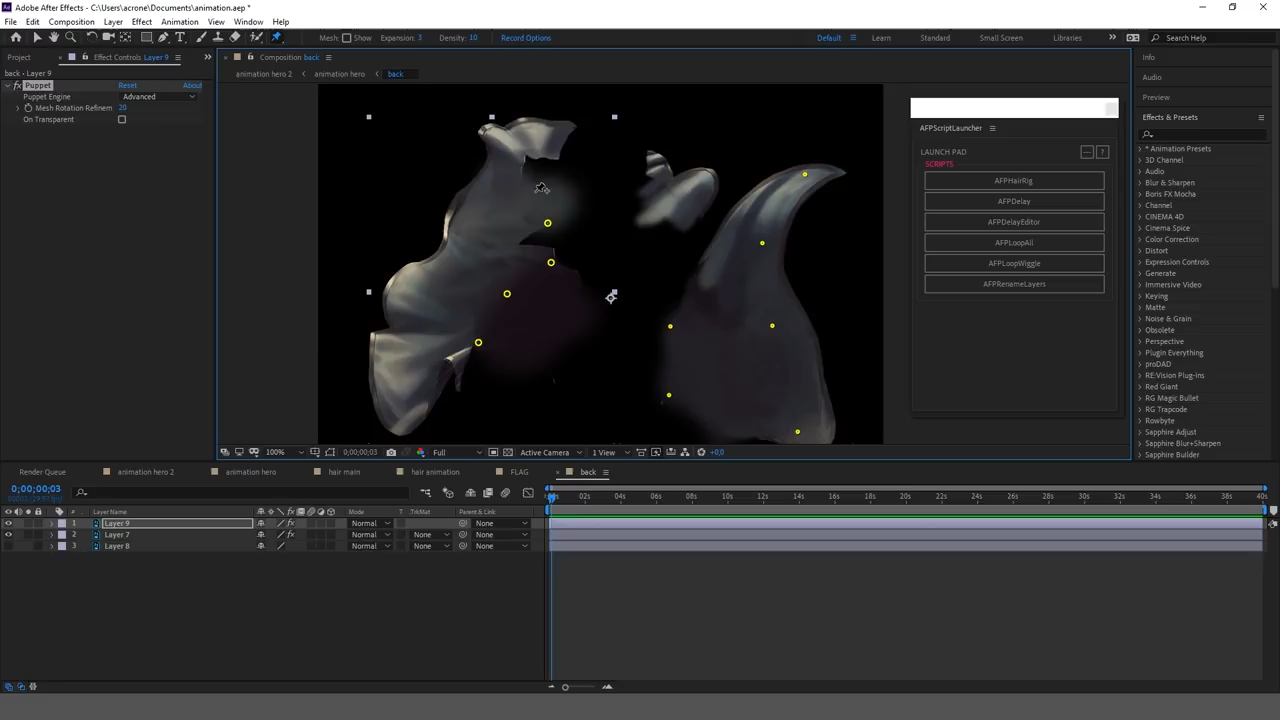 Adobe After Effects - C:\Users\acrone\Documents\animation.aep *
File Edit Composition Layer Effect Animation View Window Help
Mesh: Show Expansion: 3 Density: 10 Record Options Default Learn Standard Small Screen Libraries Search Help
Project Effect Controls Layer 9
back • Layer 9
fx Puppet Reset About
Puppet Engine Advanced
Mesh Rotation Refinem 20
On Transparent
Composition back
animation hero 2 animation hero back
AFPScriptLauncher
LAUNCH PAD
SCRIPTS
AFPHairRig
AFPDelay
AFPDelayEditor
AFPLoopAll
AFPLoopWiggle
AFPRenameLayers
Info
Audio
Preview
Effects & Presets
* Animation Presets
3D Channel
Audio
Blur & Sharpen
Boris FX Mocha
Channel
CINEMA 4D
Cinema Spice
Color Correction
Distort
Expression Controls
Generate
Immersive Video
Keying
Matte
Noise & Grain
Obsolete
Perspective
Plugin Everything
proDAD
RE:Vision Plug-ins
Red Giant
RG Magic Bullet
RG Trapcode
Rowbyte
Sapphire Adjust
Sapphire Blur+Sharpen
Sapphire Builder
100% 0;00;00;03 Full Active Camera 1 View +0,0
Render Queue animation hero 2 animation hero hair main hair animation FLAG back
0;00;00;03
# Layer Name Mode T .TrkMat Parent & Link
1 Layer 9 Normal None
2 Layer 7 Normal None None
3 Layer 8 Normal None None
02s 04s 06s 08s 10s 12s 14s 16s 18s 20s 22s 24s 26s 28s 30s 32s 34s 36s 38s 40s